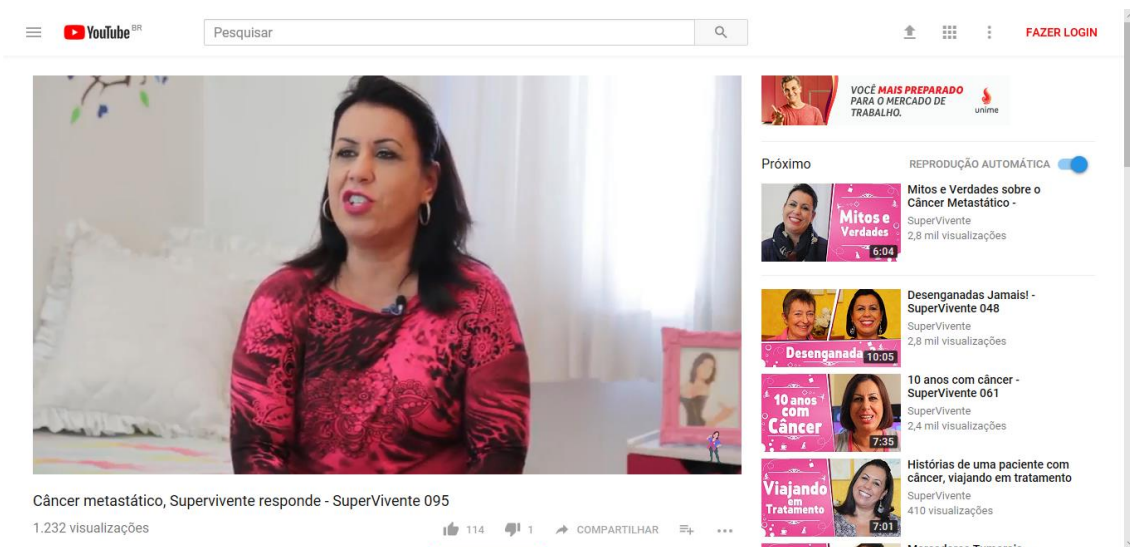 YouTube BR
Pesquisar
FAZER LOGIN
VOCÊ MAIS PREPARADO
PARA O MERCADO DE
TRABALHO.
unime
Próximo
REPRODUÇÃO AUTOMÁTICA
Mitos e
Verdades
6:04
Mitos e Verdades sobre o
Câncer Metastático -
SuperVivente
2,8 mil visualizações
Desenganada
10:05
Desenganadas Jamais! -
SuperVivente 048
SuperVivente
2,8 mil visualizações
10 anos
com
Câncer
7:35
10 anos com câncer -
SuperVivente 061
SuperVivente
2,4 mil visualizações
Viajando
em
Tratamento
7:01
Histórias de uma paciente com
câncer, viajando em tratamento
SuperVivente
410 visualizações
Câncer metastático, Supervivente responde - SuperVivente 095
1.232 visualizações
114
1
COMPARTILHAR